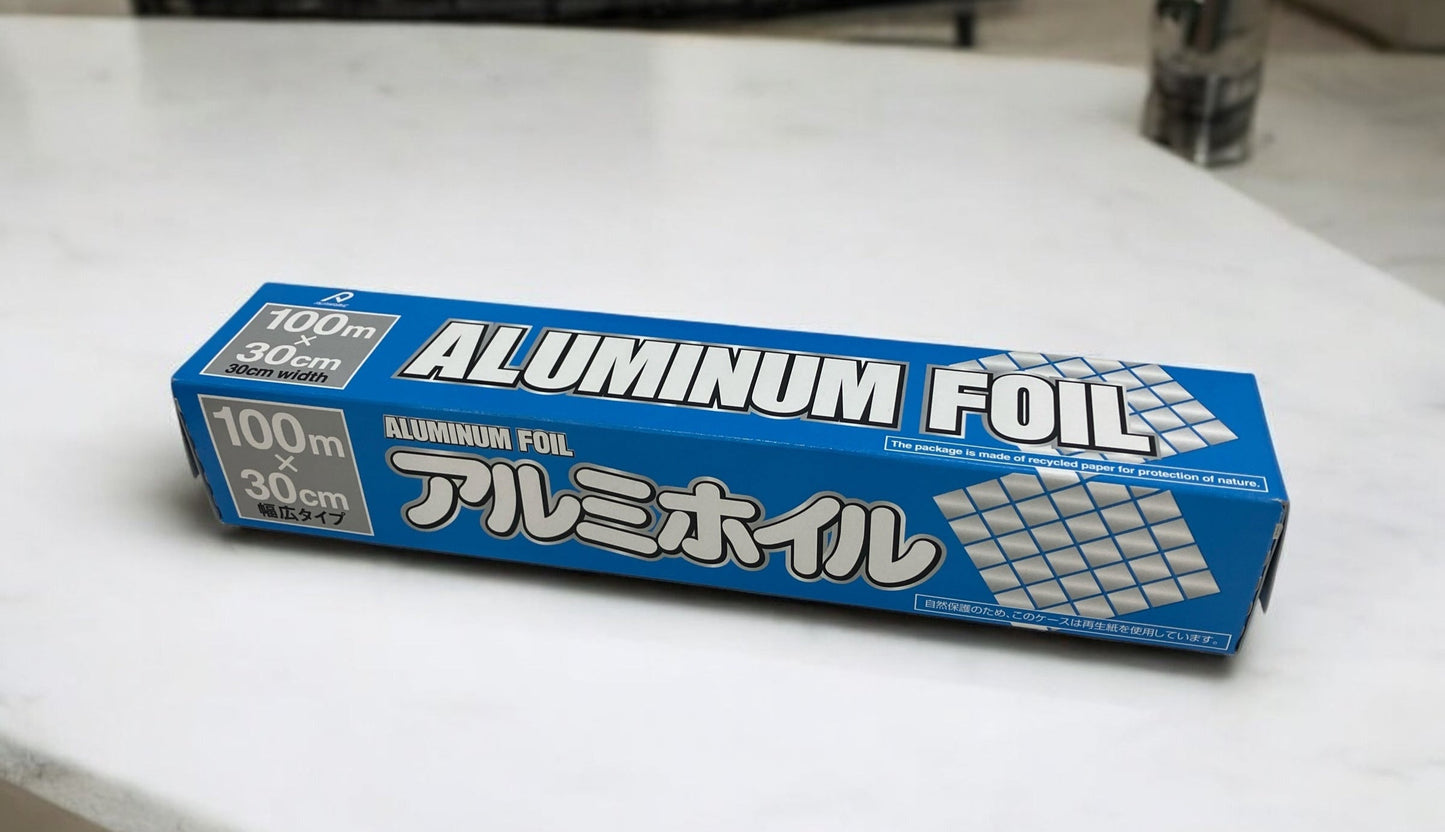 100m
×
30cm
30cm width
ALUMINUM FOIL
The package is made of recycled paper for protection of nature.
100m
×
30cm
幅広タイプ
ALUMINUM FOIL
アルミホイル
自然保護のため、このケースは再生紙を使用しています。